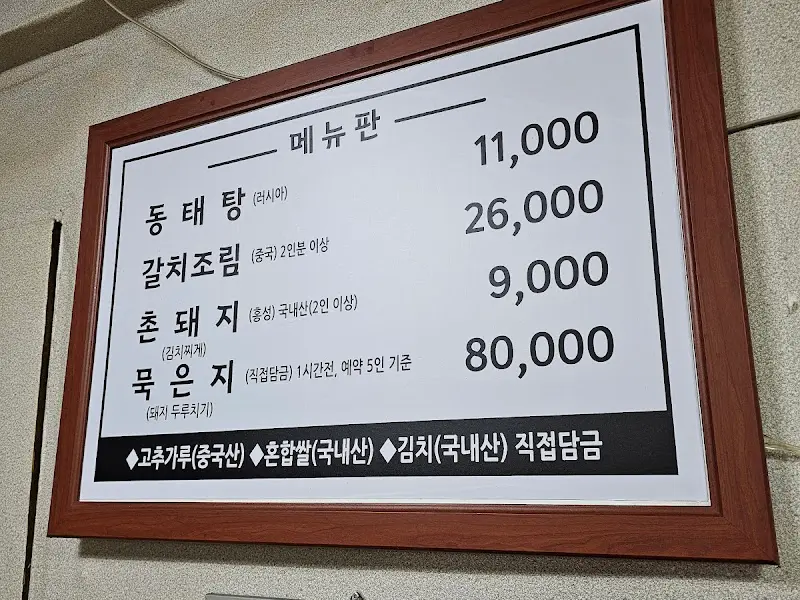 메뉴판
동태탕 (러시아) 11,000
갈치조림 (중국) 2인분 이상 26,000
촌돼지 (홍성) 국내산(2인 이상) 9,000
(김치찌게)
묵은지 (직접담금) 1시간전, 예약 5인 기준 80,000
(돼지 두루치기)
◆고추가루(중국산) ◆혼합쌀(국내산) ◆김치(국내산) 직접담금